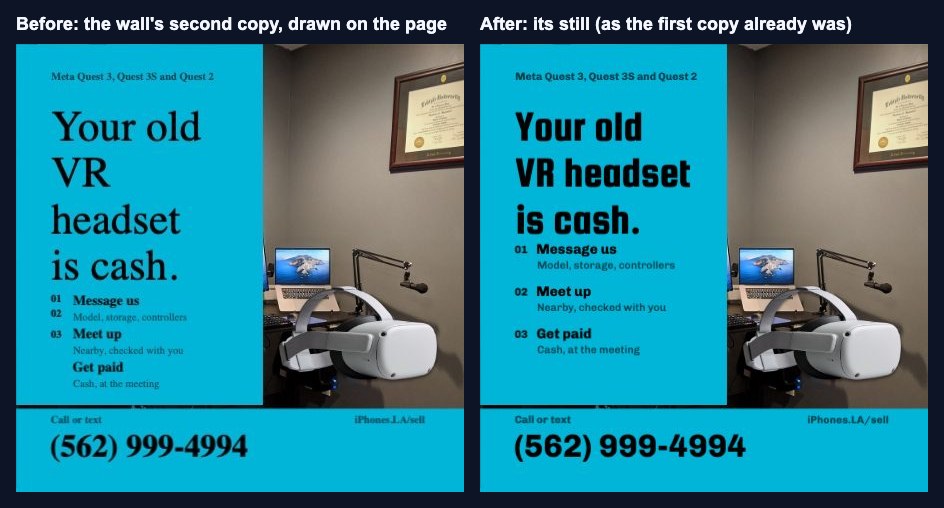 Before: the wall's second copy, drawn on the page
Meta Quest 3, Quest 3S and Quest 2
Your old
VR
headset
is cash.
01 Message us
02 Model, storage, controllers
03 Meet up
Nearby, checked with you
Get paid
Cash, at the meeting
Call or text
iPhones.LA/sell
(562) 999-4994
After: its still (as the first copy already was)
Meta Quest 3, Quest 3S and Quest 2
Your old
VR headset
is cash.
01 Message us
Model, storage, controllers
02 Meet up
Nearby, checked with you
03 Get paid
Cash, at the meeting
Call or text
iPhones.LA/sell
(562) 999-4994